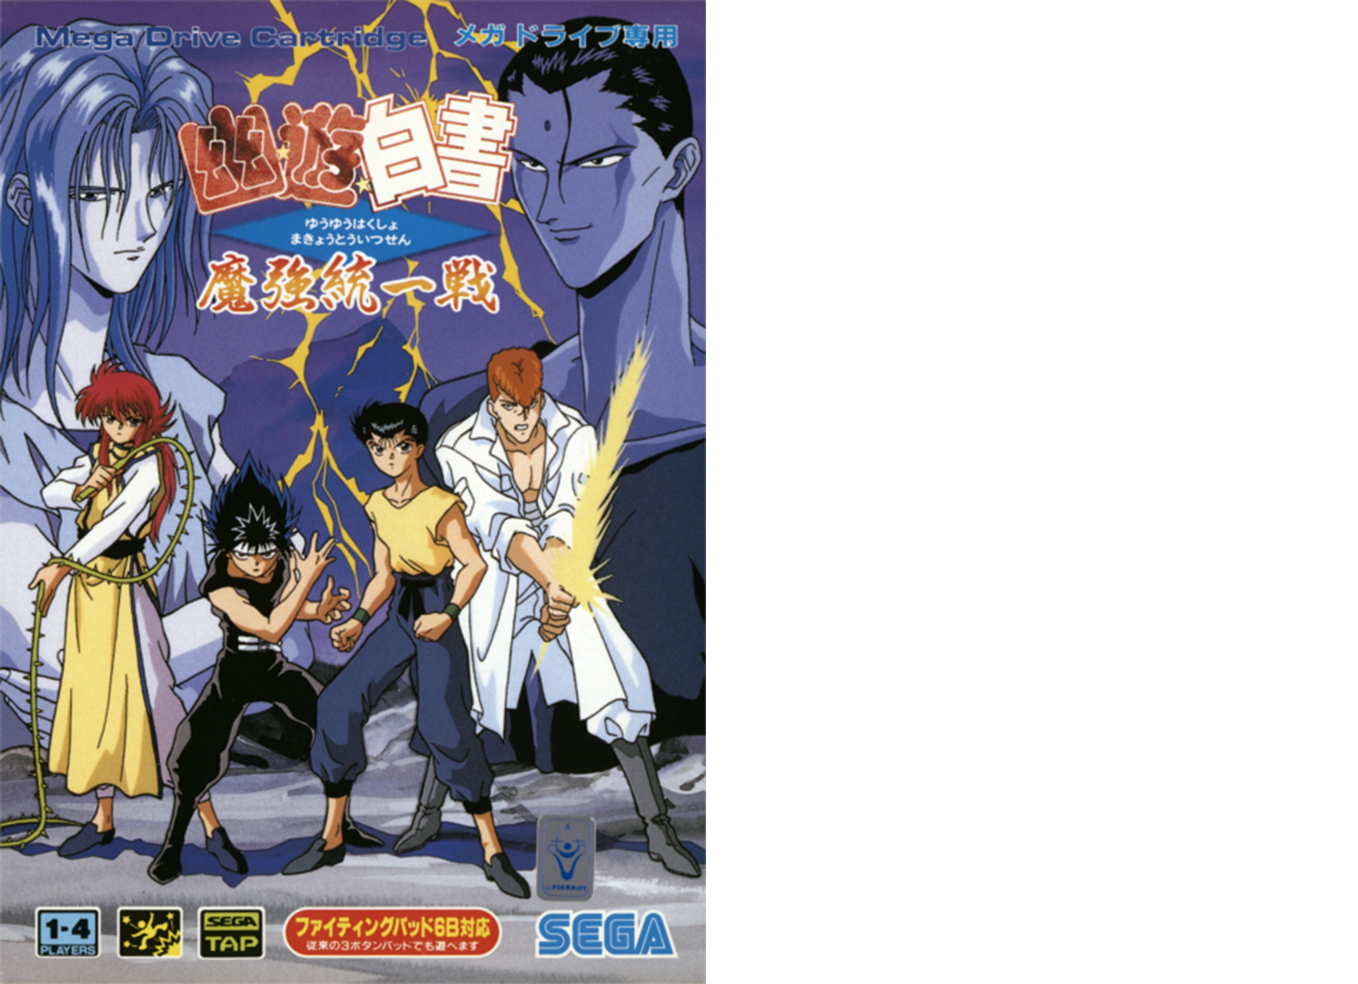 Mega Drive Cartridge メガドライブ専用
幽☆遊☆白書
ゆうゆうはくしょ
まきょうとういつせん
魔強統一戦
PIERROT
1-4
PLAYERS
SEGA
TAP
ファイティングパッド6B対応
従来の3ボタンパッドでも遊べます
SEGA